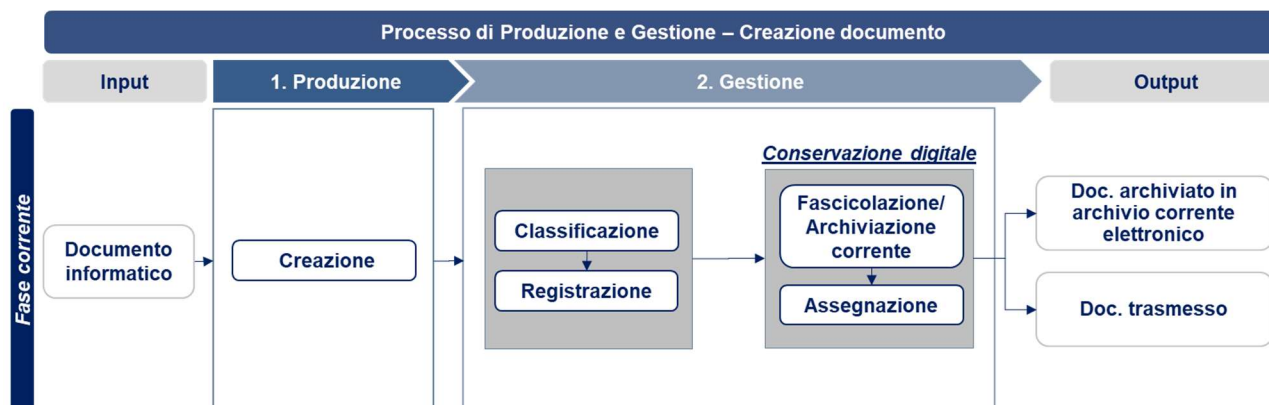 Processo di Produzione e Gestione – Creazione documento
Input
1. Produzione
2. Gestione
Output
Fase corrente
Documento
informatico
Creazione
Classificazione
Registrazione
Conservazione digitale
Fascicolazione/
Archiviazione
corrente
Assegnazione
Doc. archiviato in
archivio corrente
elettronico
Doc. trasmesso